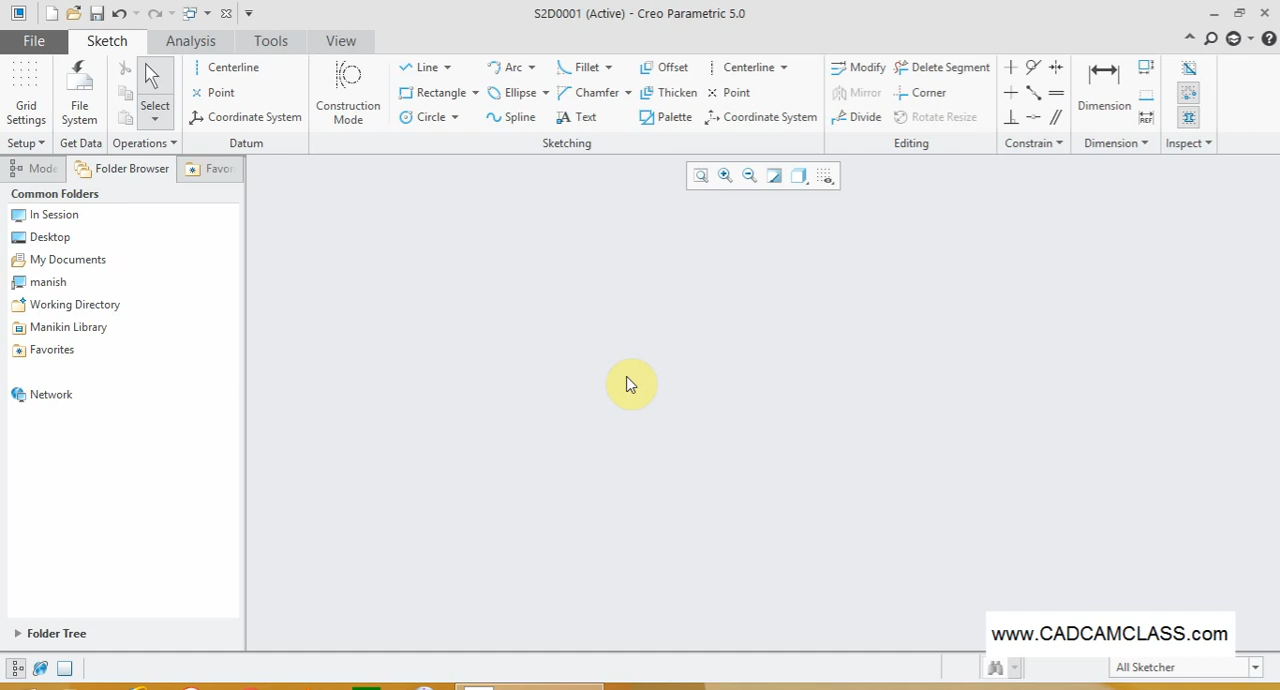 S2D0001 (Active) - Creo Parametric 5.0
File Sketch Analysis Tools View
Grid Settings
File System
Select
Centerline
Point
Coordinate System
Construction Mode
Line Arc Fillet Offset Centerline
Rectangle Ellipse Chamfer Thicken Point
Circle Spline Text Palette Coordinate System
Modify Delete Segment
Mirror Corner
Divide Rotate Resize
Dimension
REF
Setup Get Data Operations Datum Sketching Editing Constrain Dimension Inspect
Mode Folder Browser Favor
Common Folders
In Session
Desktop
My Documents
manish
Working Directory
Manikin Library
Favorites
Network
Folder Tree
www.CADCAMCLASS.com
All Sketcher